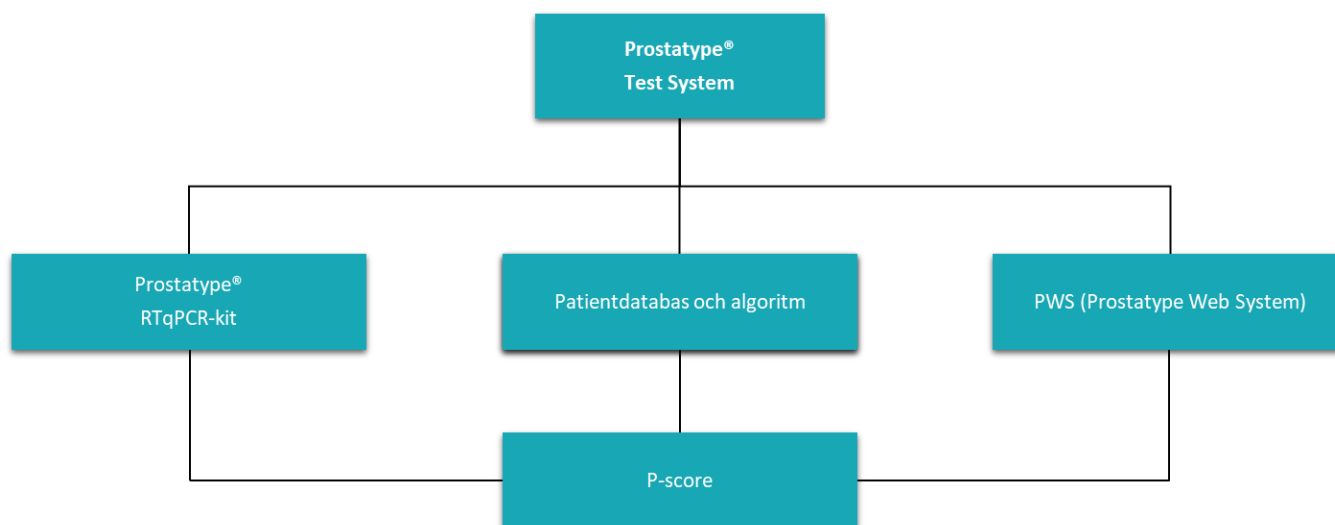 Prostatype®
Test System
Prostatype®
RTqPCR-kit
Patientdatabas och algoritm
PWS (Prostatype Web System)
P-score